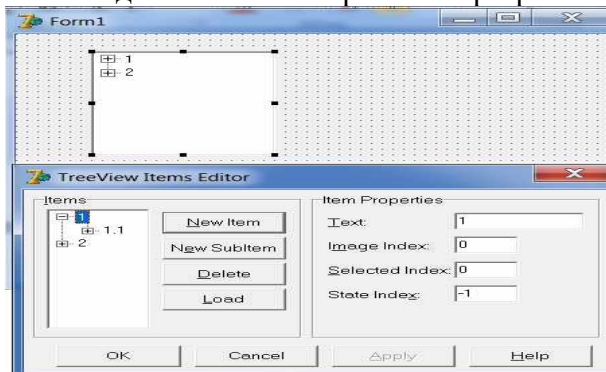 Form1
1
2
TreeView Items Editor
Items
1
1.1
2
New Item
New SubItem
Delete
Load
Item Properties
Text: 1
Image Index: 0
Selected Index: 0
State Index: -1
OK Cancel Apply Help